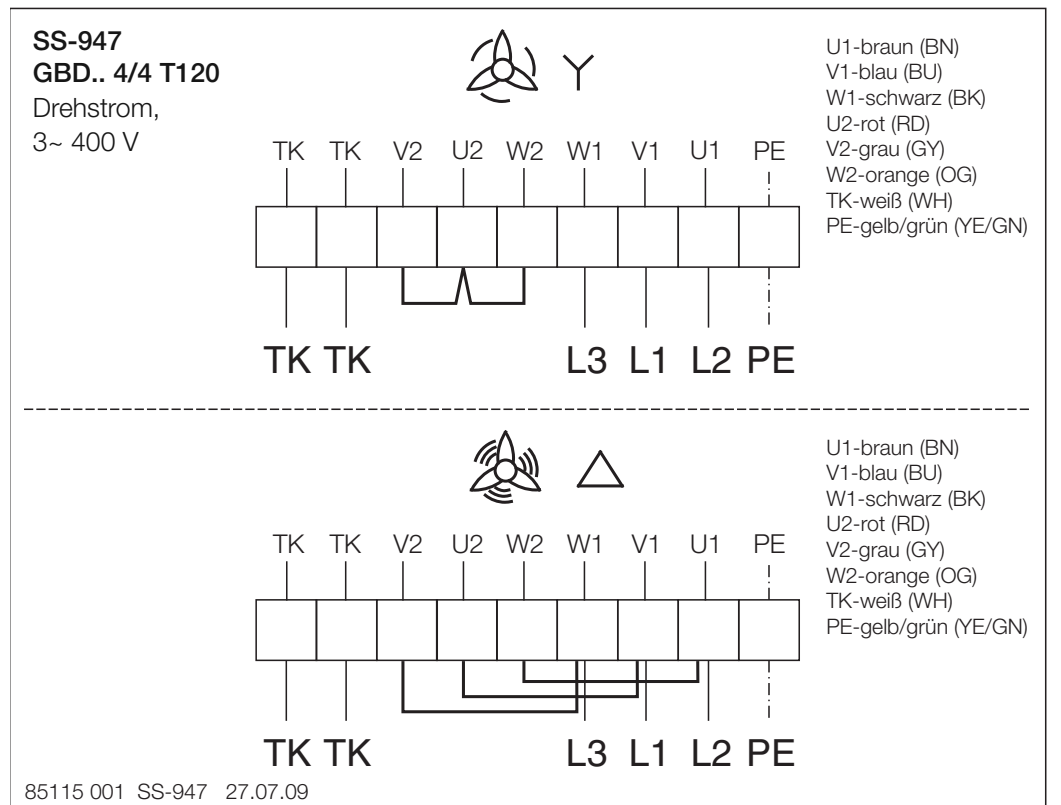 SS-947
GBD.. 4/4 T120
Drehstrom,
3~ 400 V
U1-braun (BN)
V1-blau (BU)
W1-schwarz (BK)
U2-rot (RD)
V2-grau (GY)
W2-orange (OG)
TK-weiß (WH)
PE-gelb/grün (YE/GN)
TK TK V2 U2 W2 W1 V1 U1 PE
TK TK L3 L1 L2 PE
U1-braun (BN)
V1-blau (BU)
W1-schwarz (BK)
U2-rot (RD)
V2-grau (GY)
W2-orange (OG)
TK-weiß (WH)
PE-gelb/grün (YE/GN)
TK TK V2 U2 W2 W1 V1 U1 PE
TK TK L3 L1 L2 PE
85115 001 SS-947 27.07.09